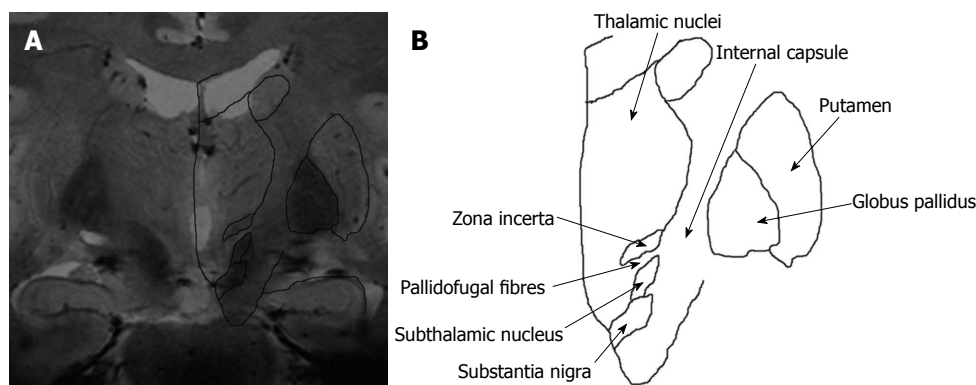 A
B
Thalamic nuclei
Internal capsule
Putamen
Globus pallidus
Zona incerta
Pallidofugal fibres
Subthalamic nucleus
Substantia nigra